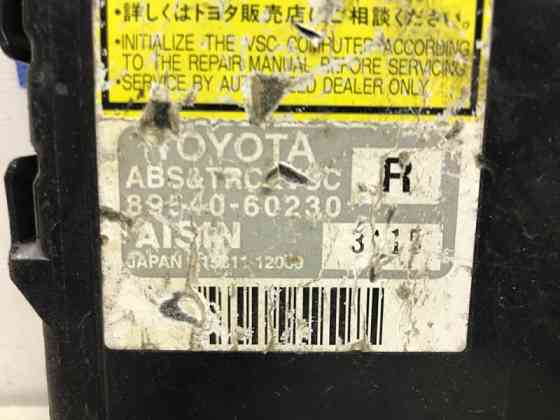 ・詳しくはトヨタ販売店にご相談ください。
・INITIALIZE THE VSC COMPUTER ACCORDING
TO THE REPAIR MANUAL BEFORE SERVICING
・SERVICE BY AUTHORIZED DEALER ONLY
TOYOTA
ABS&TRC&VSC
R
89540-60230
AISIN
JAPAN